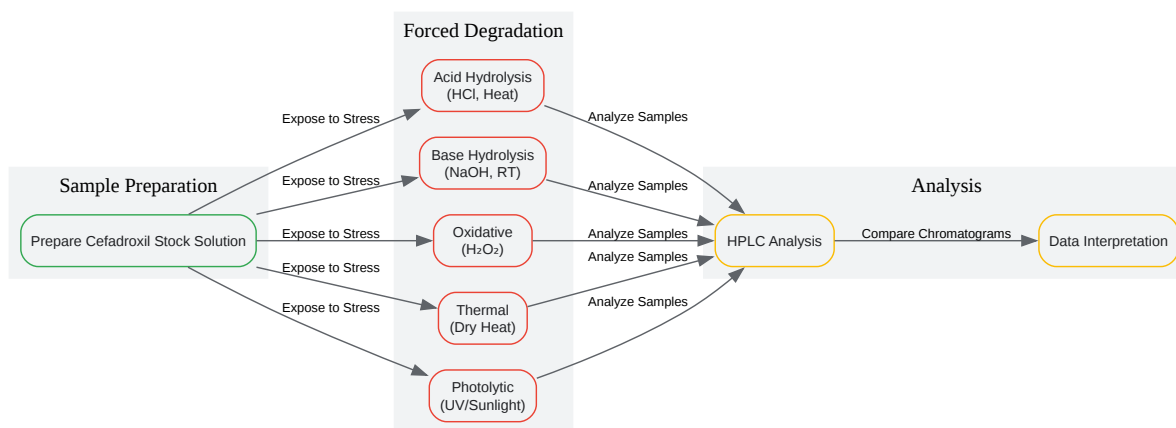 Sample Preparation
Prepare Cefadroxil Stock Solution
Expose to Stress
Expose to Stress
Expose to Stress
Expose to Stress
Expose to Stress
Forced Degradation
Acid Hydrolysis
(HCl, Heat)
Base Hydrolysis
(NaOH, RT)
Oxidative
(H₂O₂)
Thermal
(Dry Heat)
Photolytic
(UV/Sunlight)
Analyze Samples
Analyze Samples
Analyze Samples
Analyze Samples
Analyze Samples
Analysis
HPLC Analysis
Compare Chromatograms
Data Interpretation